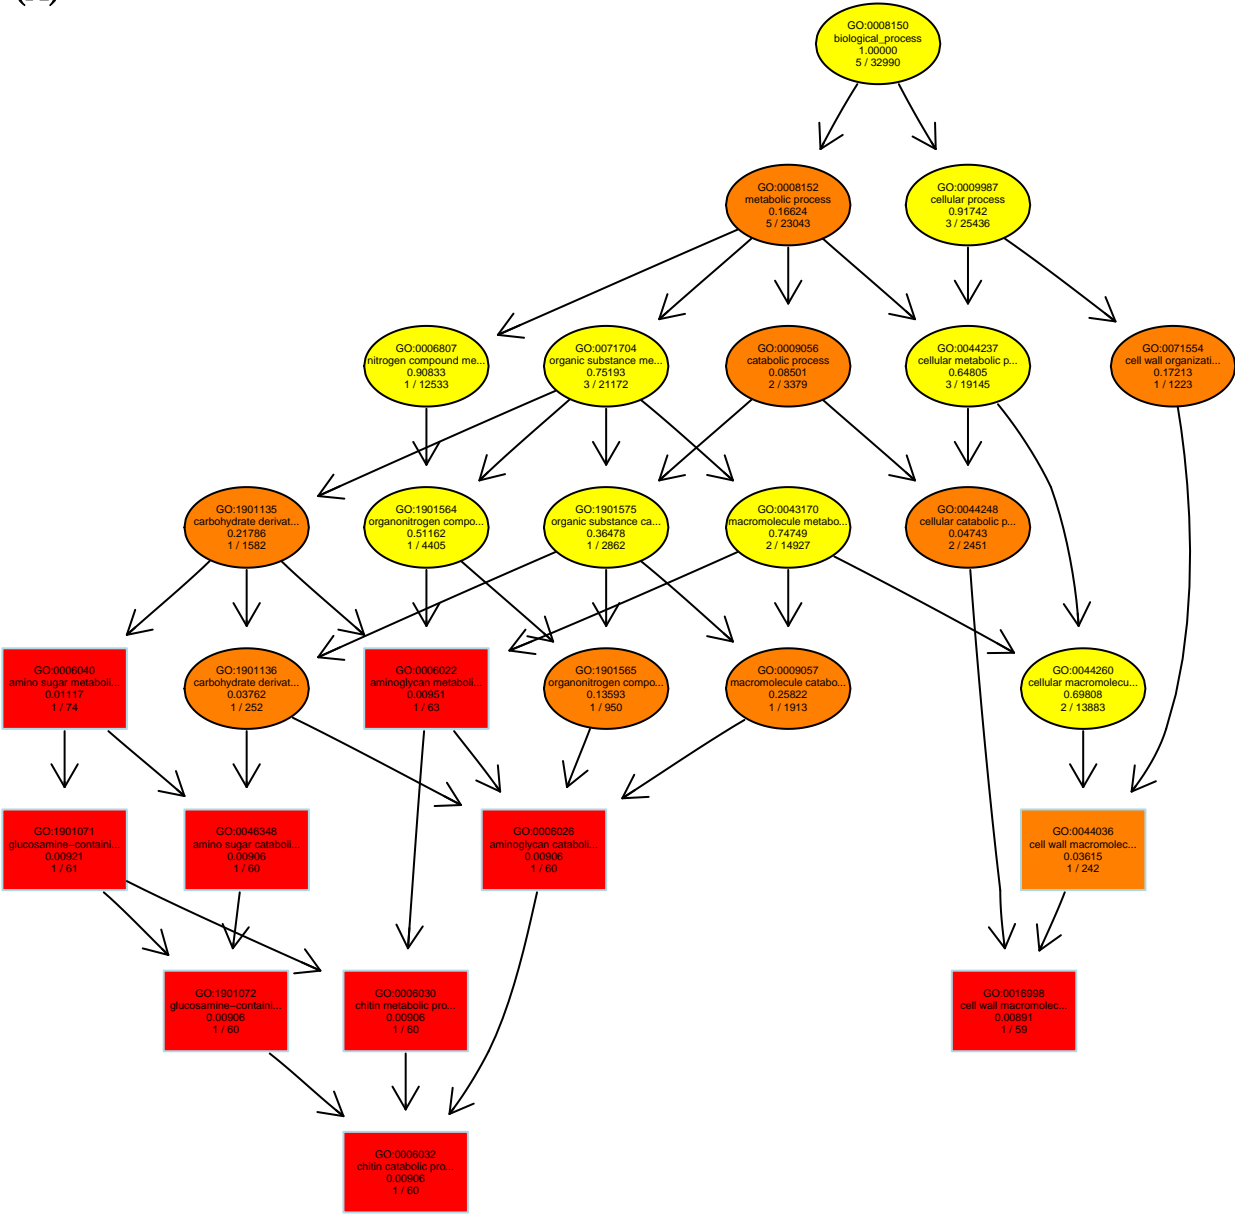 GO:0008150
biological_process
1.00000
5 / 32990
GO:0008152
metabolic process
0.16624
5 / 23043
GO:0009987
cellular process
0.91742
3 / 25436
GO:0006807
nitrogen compound me...
0.90833
1 / 12533
GO:0071704
organic substance me...
0.75193
3 / 21172
GO:0009056
catabolic process
0.08501
2 / 3379
GO:0044237
cellular metabolic p...
0.64805
3 / 19145
GO:0071554
cell wall organizati...
0.17213
1 / 1223
GO:1901135
carbohydrate derivat...
0.21786
1 / 1582
GO:1901564
organonitrogen compo...
0.51162
1 / 4405
GO:1901575
organic substance ca...
0.36478
1 / 2862
GO:0043170
macromolecule metabo...
0.74749
2 / 14927
GO:0044248
cellular catabolic p...
0.04743
2 / 2451
GO:0006040
amino sugar metaboli...
0.01117
1 / 74
GO:1901136
carbohydrate derivat...
0.03762
1 / 252
GO:0006022
aminoglycan metaboli...
0.00951
1 / 63
GO:1901565
organonitrogen compo...
0.13593
1 / 950
GO:0009057
macromolecule catabo...
0.25822
1 / 1913
GO:0044260
cellular macromolecu...
0.69808
2 / 13883
GO:1901071
glucosamine−containi...
0.00921
1 / 61
GO:0046348
amino sugar cataboli...
0.00906
1 / 60
GO:0006026
aminoglycan cataboli...
0.00906
1 / 60
GO:0044036
cell wall macromolec...
0.03615
1 / 242
GO:1901072
glucosamine−containi...
0.00906
1 / 60
GO:0006030
chitin metabolic pro...
0.00906
1 / 60
GO:0016998
cell wall macromolec...
0.00891
1 / 59
GO:0006032
chitin catabolic pro...
0.00906
1 / 60